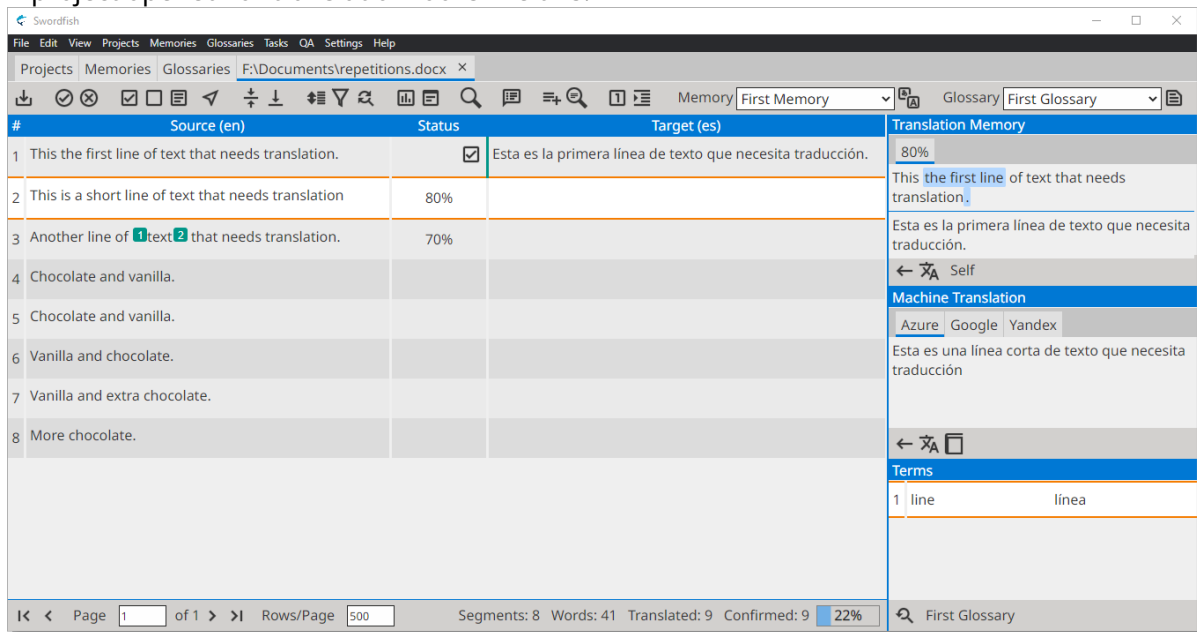 Swordfish
File Edit View Projects Memories Glossaries Tasks QA Settings Help
Projects Memories Glossaries F:\Documents\repetitions.docx ×
Memory First Memory Glossary First Glossary
# Source (en) Status Target (es)
1 This the first line of text that needs translation. Esta es la primera línea de texto que necesita traducción.
2 This is a short line of text that needs translation 80%
3 Another line of 1text2 that needs translation. 70%
4 Chocolate and vanilla.
5 Chocolate and vanilla.
6 Vanilla and chocolate.
7 Vanilla and extra chocolate.
8 More chocolate.
Translation Memory
80%
This the first line of text that needs
translation.
Esta es la primera línea de texto que necesita
traducción.
Self
Machine Translation
Azure Google Yandex
Esta es una línea corta de texto que necesita
traducción
Terms
1 line línea
Page 1 of 1 Rows/Page 500 Segments: 8 Words: 41 Translated: 9 Confirmed: 9 22%
First Glossary